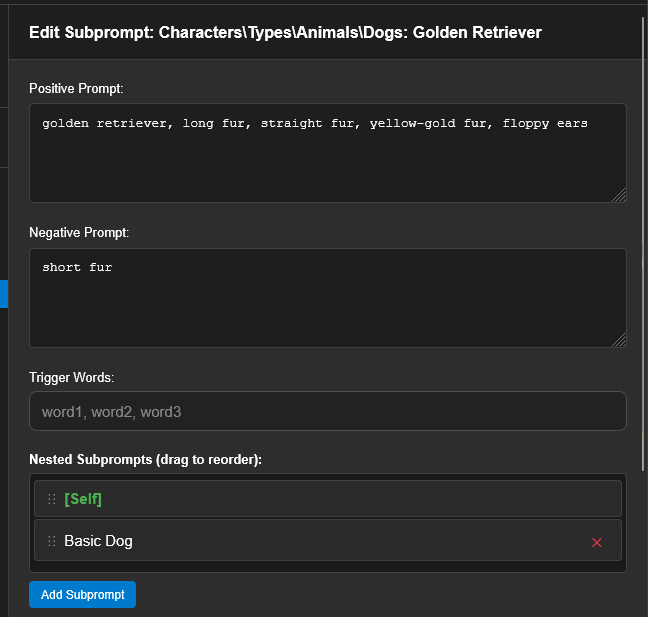 Edit Subprompt: Characters\Types\Animals\Dogs: Golden Retriever
Positive Prompt:
golden retriever, long fur, straight fur, yellow-gold fur, floppy ears
Negative Prompt:
short fur
Trigger Words:
word1, word2, word3
Nested Subprompts (drag to reorder):
[Self]
Basic Dog
Add Subprompt